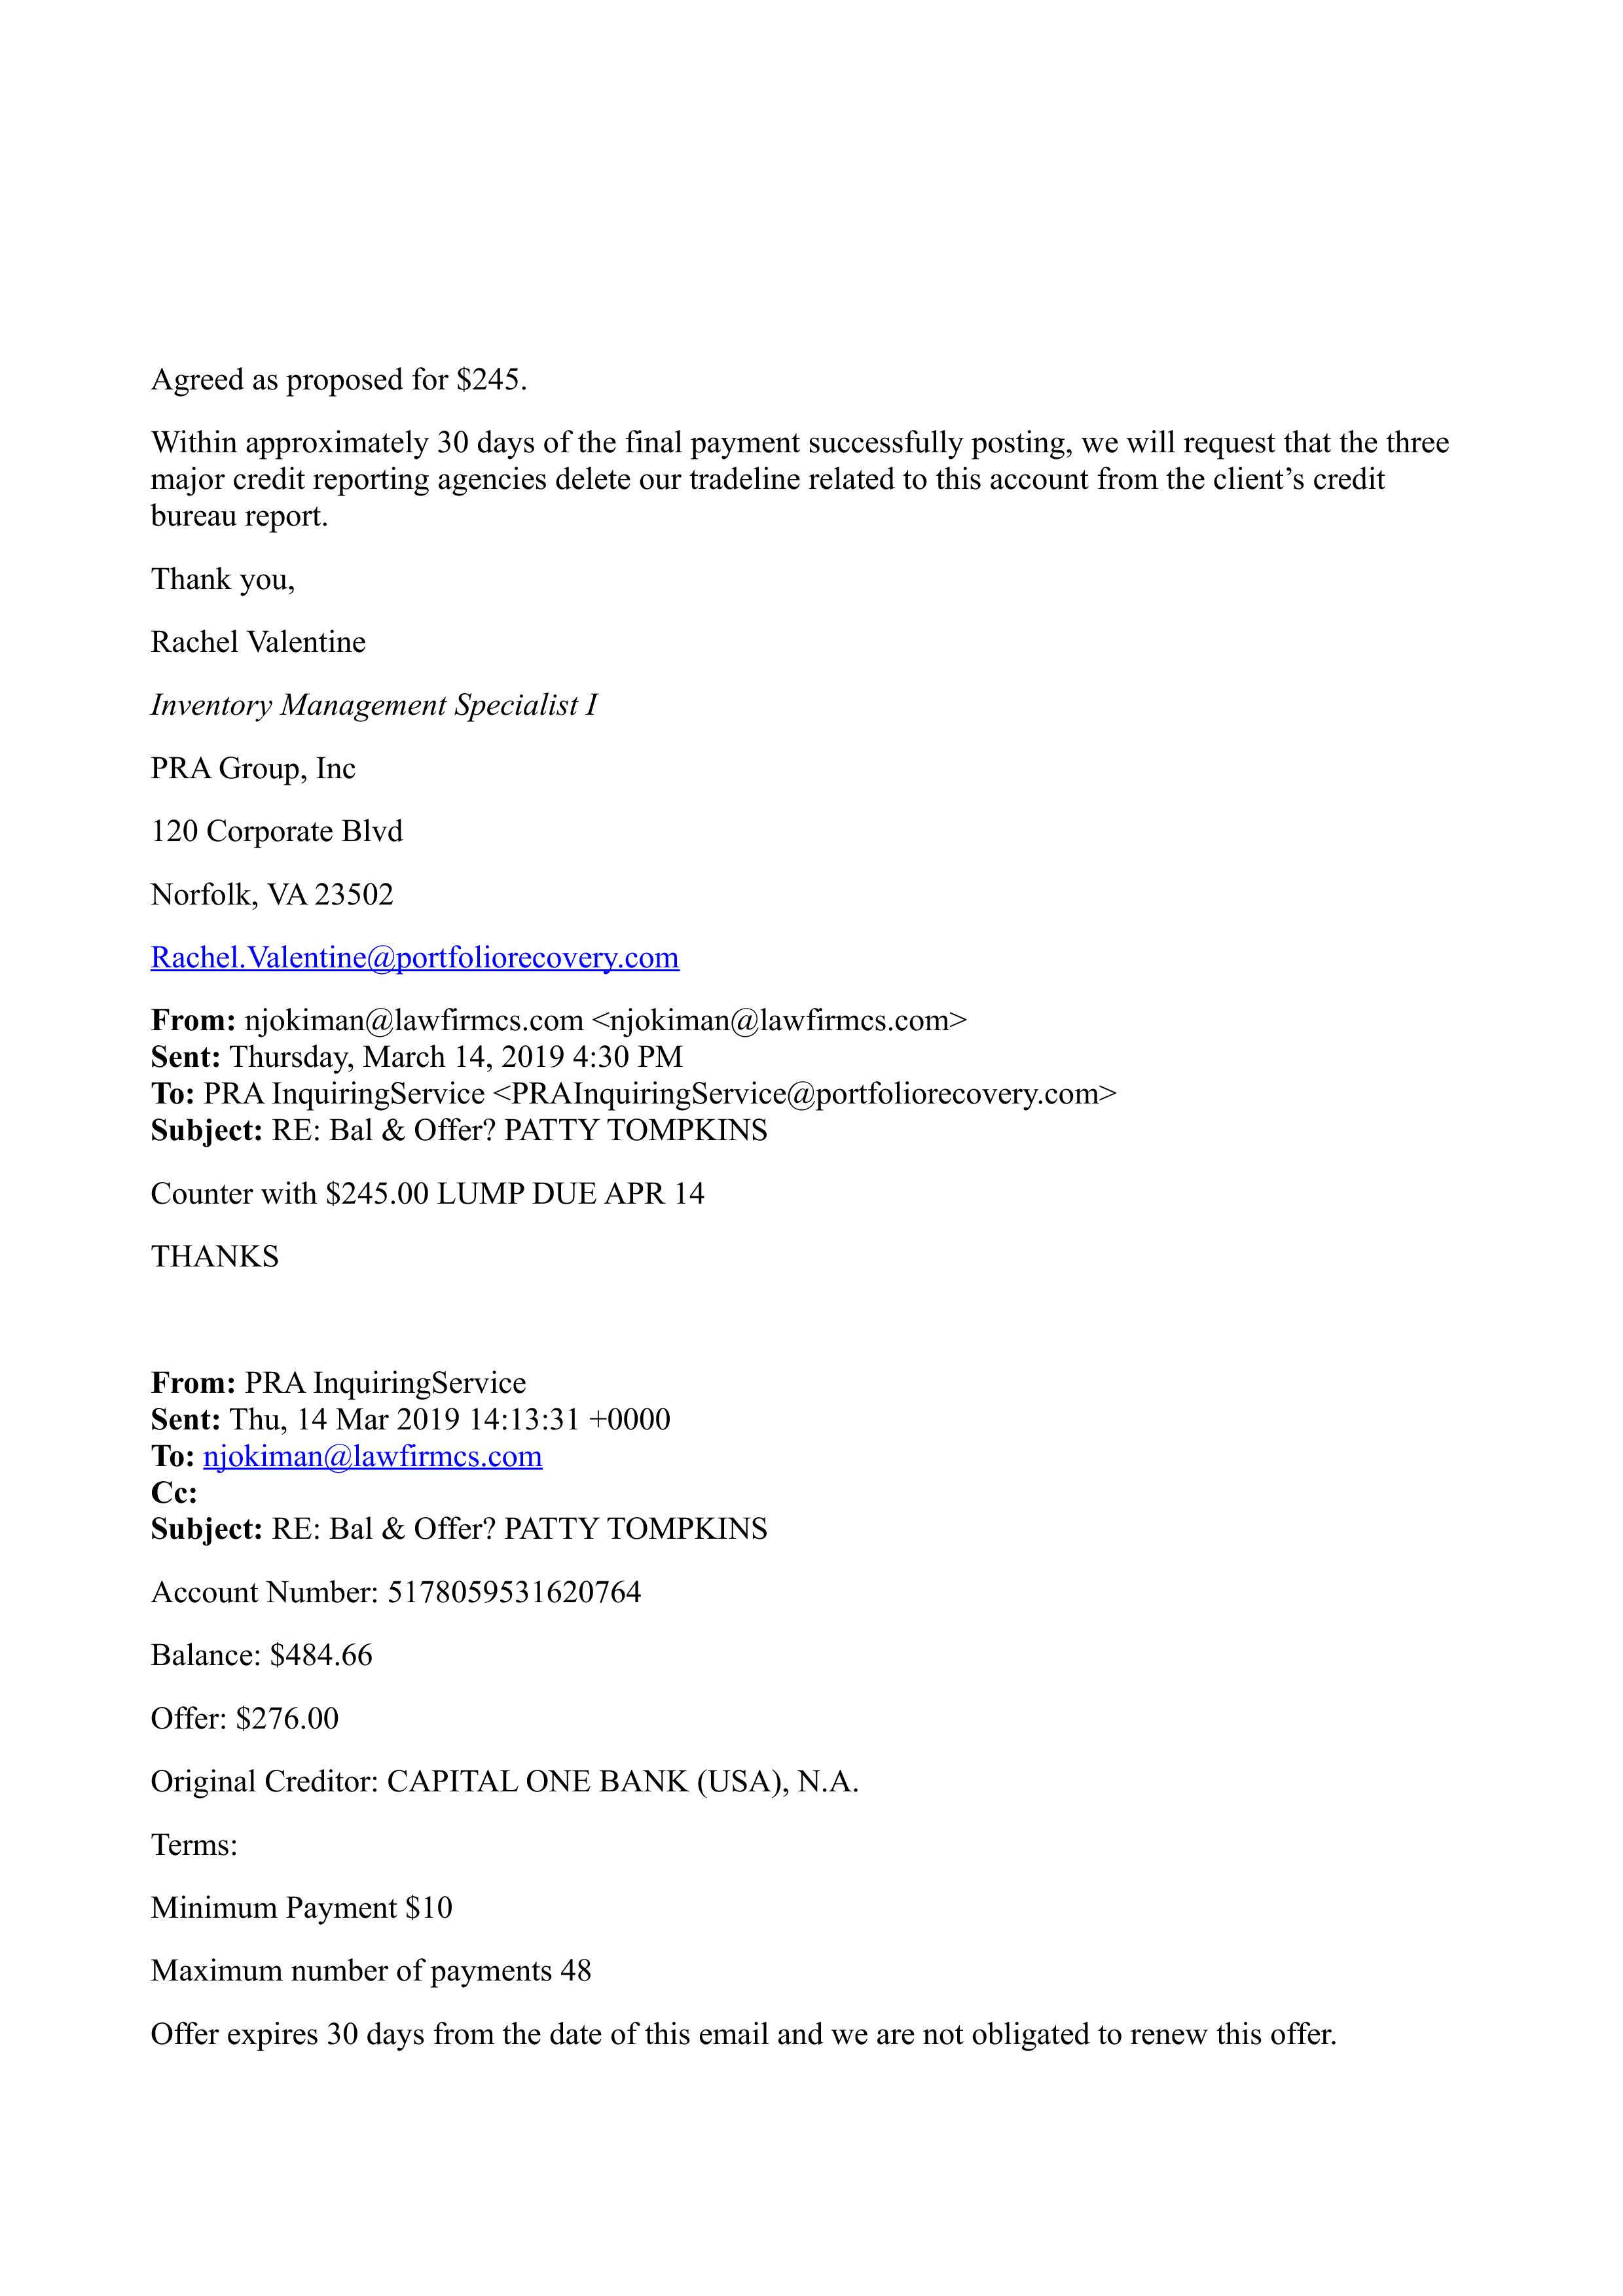 Agreed as proposed for $245.
Within approximately 30 days of the final payment successfully posting, we will request that the three
major credit reporting agencies delete our tradeline related to this account from the client’s credit
bureau report.
Thank you,
Rachel Valentine
Inventory Management Specialist I
PRA Group, Inc
120 Corporate Blvd
Norfolk, VA 23502
Rachel.Valentine@portfoliorecovery.com
From: njokiman@lawfirmcs.com <njokiman@lawfirmcs.com>
Sent: Thursday, March 14, 2019 4:30 PM
To: PRA InquiringService <PRAInquiringService@portfoliorecovery.com>
Subject: RE: Bal & Offer? PATTY TOMPKINS
Counter with $245.00 LUMP DUE APR 14
THANKS
From: PRA InquiringService
Sent: Thu, 14 Mar 2019 14:13:31 +0000
To: njokiman@lawfirmcs.com
Cc:
Subject: RE: Bal & Offer? PATTY TOMPKINS
Account Number: 5178059531620764
Balance: $484.66
Offer: $276.00
Original Creditor: CAPITAL ONE BANK (USA), N.A.
Terms:
Minimum Payment $10
Maximum number of payments 48
Offer expires 30 days from the date of this email and we are not obligated to renew this offer.